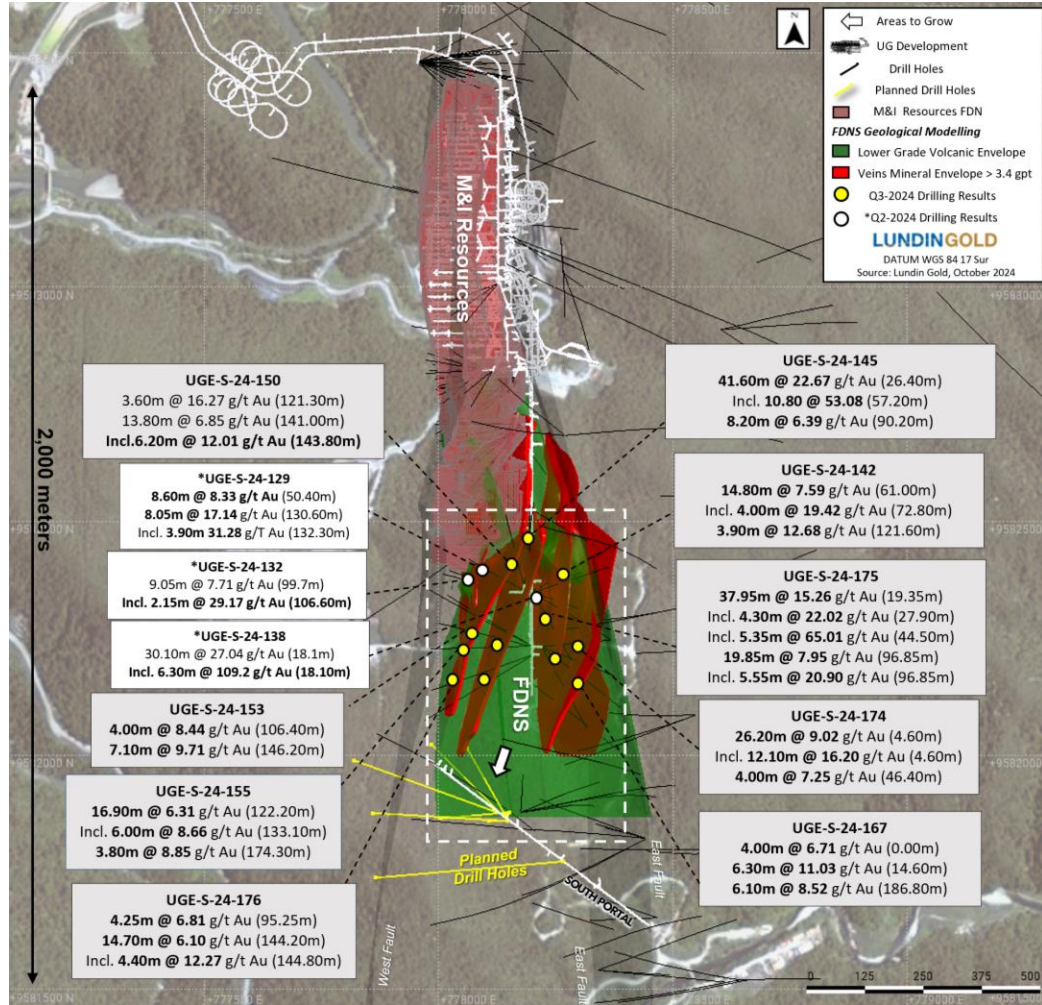 +777500 E
+778000 E
+778500 E
N
Areas to Grow
UG Development
Drill Holes
Planned Drill Holes
M&I Resources FDN
FDNS Geological Modelling
Lower Grade Volcanic Envelope
Veins Mineral Envelope > 3.4 gpt
Q3-2024 Drilling Results
*Q2-2024 Drilling Results
LUNDINGOLD
DATUM WGS 84 17 Sur
Source: Lundin Gold, October 2024
M&I Resources
+9583000 N
+9583000 N
2,000 meters
UGE-S-24-150
3.60m @ 16.27 g/t Au (121.30m)
13.80m @ 6.85 g/t Au (141.00m)
Incl.6.20m @ 12.01 g/t Au (143.80m)
*UGE-S-24-129
8.60m @ 8.33 g/t Au (50.40m)
8.05m @ 17.14 g/t Au (130.60m)
Incl. 3.90m 31.28 g/T Au (132.30m)
*UGE-S-24-132
9.05m @ 7.71 g/t Au (99.7m)
Incl. 2.15m @ 29.17 g/t Au (106.60m)
*UGE-S-24-138
30.10m @ 27.04 g/t Au (18.1m)
Incl. 6.30m @ 109.2 g/t Au (18.10m)
UGE-S-24-153
4.00m @ 8.44 g/t Au (106.40m)
7.10m @ 9.71 g/t Au (146.20m)
UGE-S-24-155
16.90m @ 6.31 g/t Au (122.20m)
Incl. 6.00m @ 8.66 g/t Au (133.10m)
3.80m @ 8.85 g/t Au (174.30m)
UGE-S-24-176
4.25m @ 6.81 g/t Au (95.25m)
14.70m @ 6.10 g/t Au (144.20m)
Incl. 4.40m @ 12.27 g/t Au (144.80m)
UGE-S-24-145
41.60m @ 22.67 g/t Au (26.40m)
Incl. 10.80 @ 53.08 (57.20m)
8.20m @ 6.39 g/t Au (90.20m)
UGE-S-24-142
14.80m @ 7.59 g/t Au (61.00m)
Incl. 4.00m @ 19.42 g/t Au (72.80m)
3.90m @ 12.68 g/t Au (121.60m)
+9582500 N
UGE-S-24-175
37.95m @ 15.26 g/t Au (19.35m)
Incl. 4.30m @ 22.02 g/t Au (27.90m)
Incl. 5.35m @ 65.01 g/t Au (44.50m)
19.85m @ 7.95 g/t Au (96.85m)
Incl. 5.55m @ 20.90 g/t Au (96.85m)
UGE-S-24-174
26.20m @ 9.02 g/t Au (4.60m)
Incl. 12.10m @ 16.20 g/t Au (4.60m)
4.00m @ 7.25 g/t Au (46.40m)
UGE-S-24-167
4.00m @ 6.71 g/t Au (0.00m)
6.30m @ 11.03 g/t Au (14.60m)
6.10m @ 8.52 g/t Au (186.80m)
FDNS
Planned
Drill Holes
SOUTH PORTAL
West Fault
East Fault
East Fault
0 125 250 375 500
+9581500 N
+777500 E
+778000 E